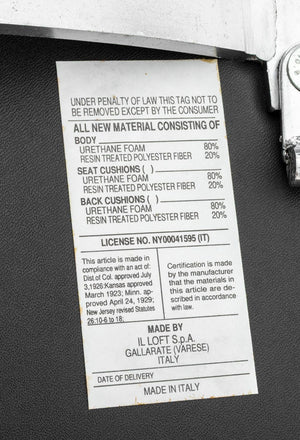 UNDER PENALTY OF LAW THIS TAG NOT TO
BE REMOVED EXCEPT BY THE CONSUMER
ALL NEW MATERIAL CONSISTING OF
BODY
URETHANE FOAM 80%
RESIN TREATED POLYESTER FIBER 20%
SEAT CUSHIONS ( )
URETHANE FOAM 80%
RESIN TREATED POLYESTER FIBER 20%
BACK CUSHIONS ( )
URETHANE FOAM 80%
RESIN TREATED POLYESTER FIBER 20%
LICENSE NO. NY00041595 (IT)
This article is made in
compliance with an act of:
Dist.of Col. approved July
3,1926:Kansas approved
March 1923; Minn. ap-
proved April 24, 1929;
New Jersey revised Statutes
26:10-6 to 18;
Certification is made
by the manufacturer
that the materials in
this article are de-
scribed in accordance
with law.
MADE BY
IL LOFT S.p.A.
GALLARATE (VARESE)
ITALY
DATE OF DELIVERY
MADE IN ITALY